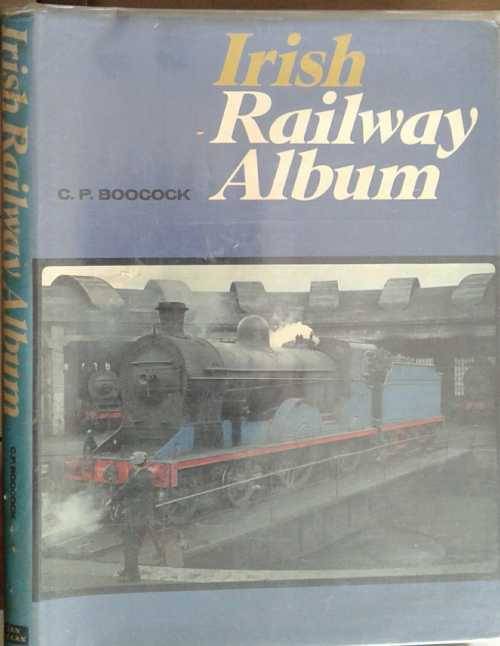 Irish
Railway
Album
C. P. BOOCOCK
Irish Railway Album
C.P. BOOCOCK